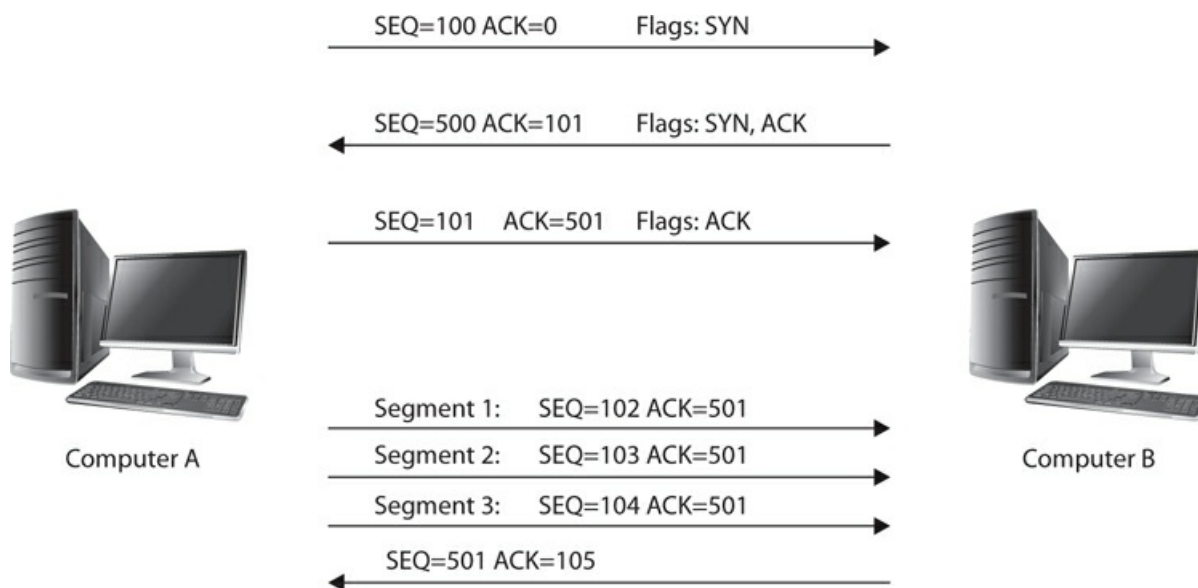 SEQ=100 ACK=0 Flags: SYN
SEQ=500 ACK=101 Flags: SYN, ACK
SEQ=101 ACK=501 Flags: ACK
Segment 1: SEQ=102 ACK=501
Segment 2: SEQ=103 ACK=501
Segment 3: SEQ=104 ACK=501
SEQ=501 ACK=105
Computer A
Computer B